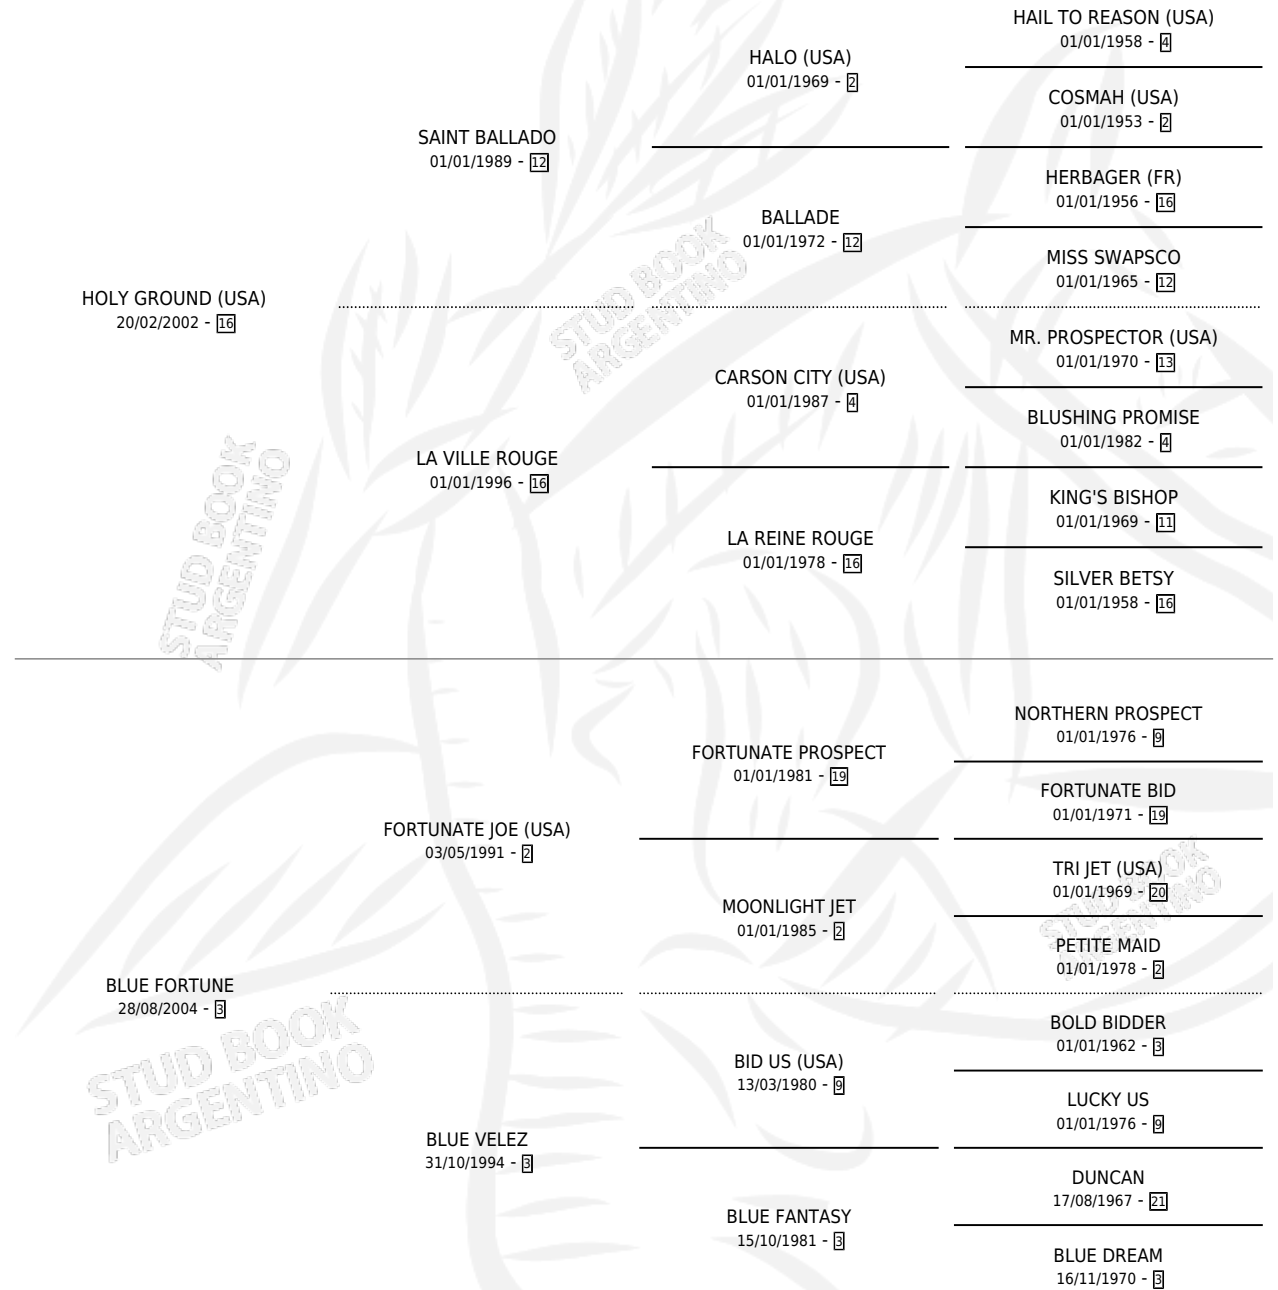 HAIL TO REASON (USA)
01/01/1958 - 4
HALO (USA)
01/01/1969 - 2
COSMAH (USA)
01/01/1953 - 2
SAINT BALLADO
01/01/1989 - 12
HERBAGER (FR)
01/01/1956 - 16
BALLADE
01/01/1972 - 12
MISS SWAPSCO
01/01/1965 - 12
HOLY GROUND (USA)
20/02/2002 - 16
STUD BOOK
ARGENTINO
MR. PROSPECTOR (USA)
01/01/1970 - 13
CARSON CITY (USA)
01/01/1987 - 4
BLUSHING PROMISE
01/01/1982 - 4
LA VILLE ROUGE
01/01/1996 - 16
KING'S BISHOP
01/01/1969 - 11
LA REINE ROUGE
01/01/1978 - 16
SILVER BETSY
01/01/1958 - 16
STUD BOOK
ARGENTINO
NORTHERN PROSPECT
01/01/1976 - 9
FORTUNATE PROSPECT
01/01/1981 - 19
FORTUNATE BID
01/01/1971 - 19
FORTUNATE JOE (USA)
03/05/1991 - 2
TRI JET (USA)
01/01/1969 - 20
MOONLIGHT JET
01/01/1985 - 2
STUD BOOK
ARGENTINO
PETITE MAID
01/01/1978 - 2
BLUE FORTUNE
28/08/2004 - 3
BOLD BIDDER
01/01/1962 - 3
BID US (USA)
13/03/1980 - 9
LUCKY US
01/01/1976 - 9
STUD BOOK
ARGENTINO
BLUE VELEZ
31/10/1994 - 3
DUNCAN
17/08/1967 - 21
BLUE FANTASY
15/10/1981 - 3
BLUE DREAM
16/11/1970 - 3